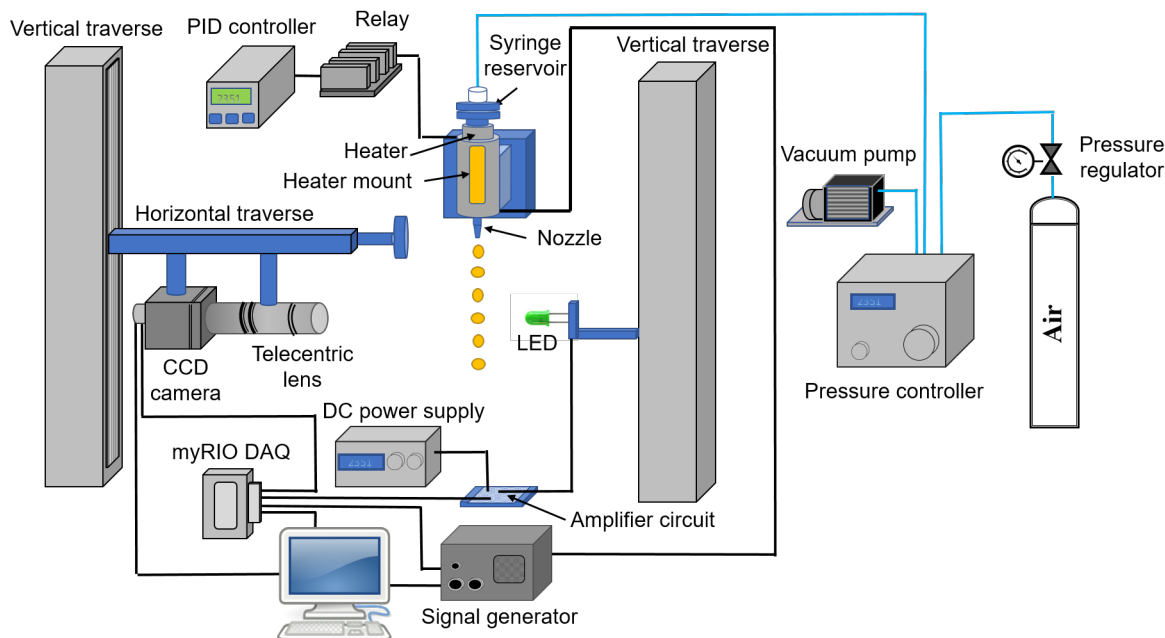 Vertical traverse
PID controller
Relay
Syringe
reservoir
Vertical traverse
2351
Heater
Heater mount
Vacuum pump
Pressure
regulator
Horizontal traverse
Nozzle
2351
LED
Air
CCD
camera
Telecentric
lens
Pressure controller
DC power supply
2351
myRIO DAQ
Amplifier circuit
Signal generator